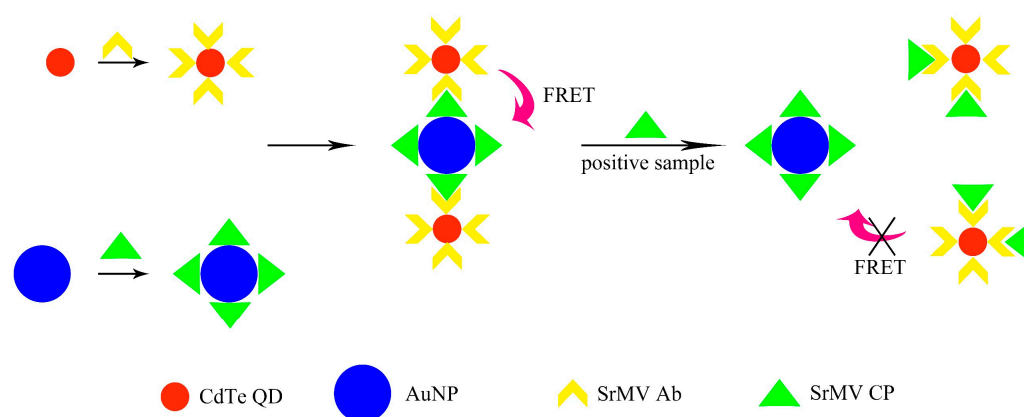 FRET
positive sample
FRET
CdTe QD
AuNP
SrMV Ab
SrMV CP